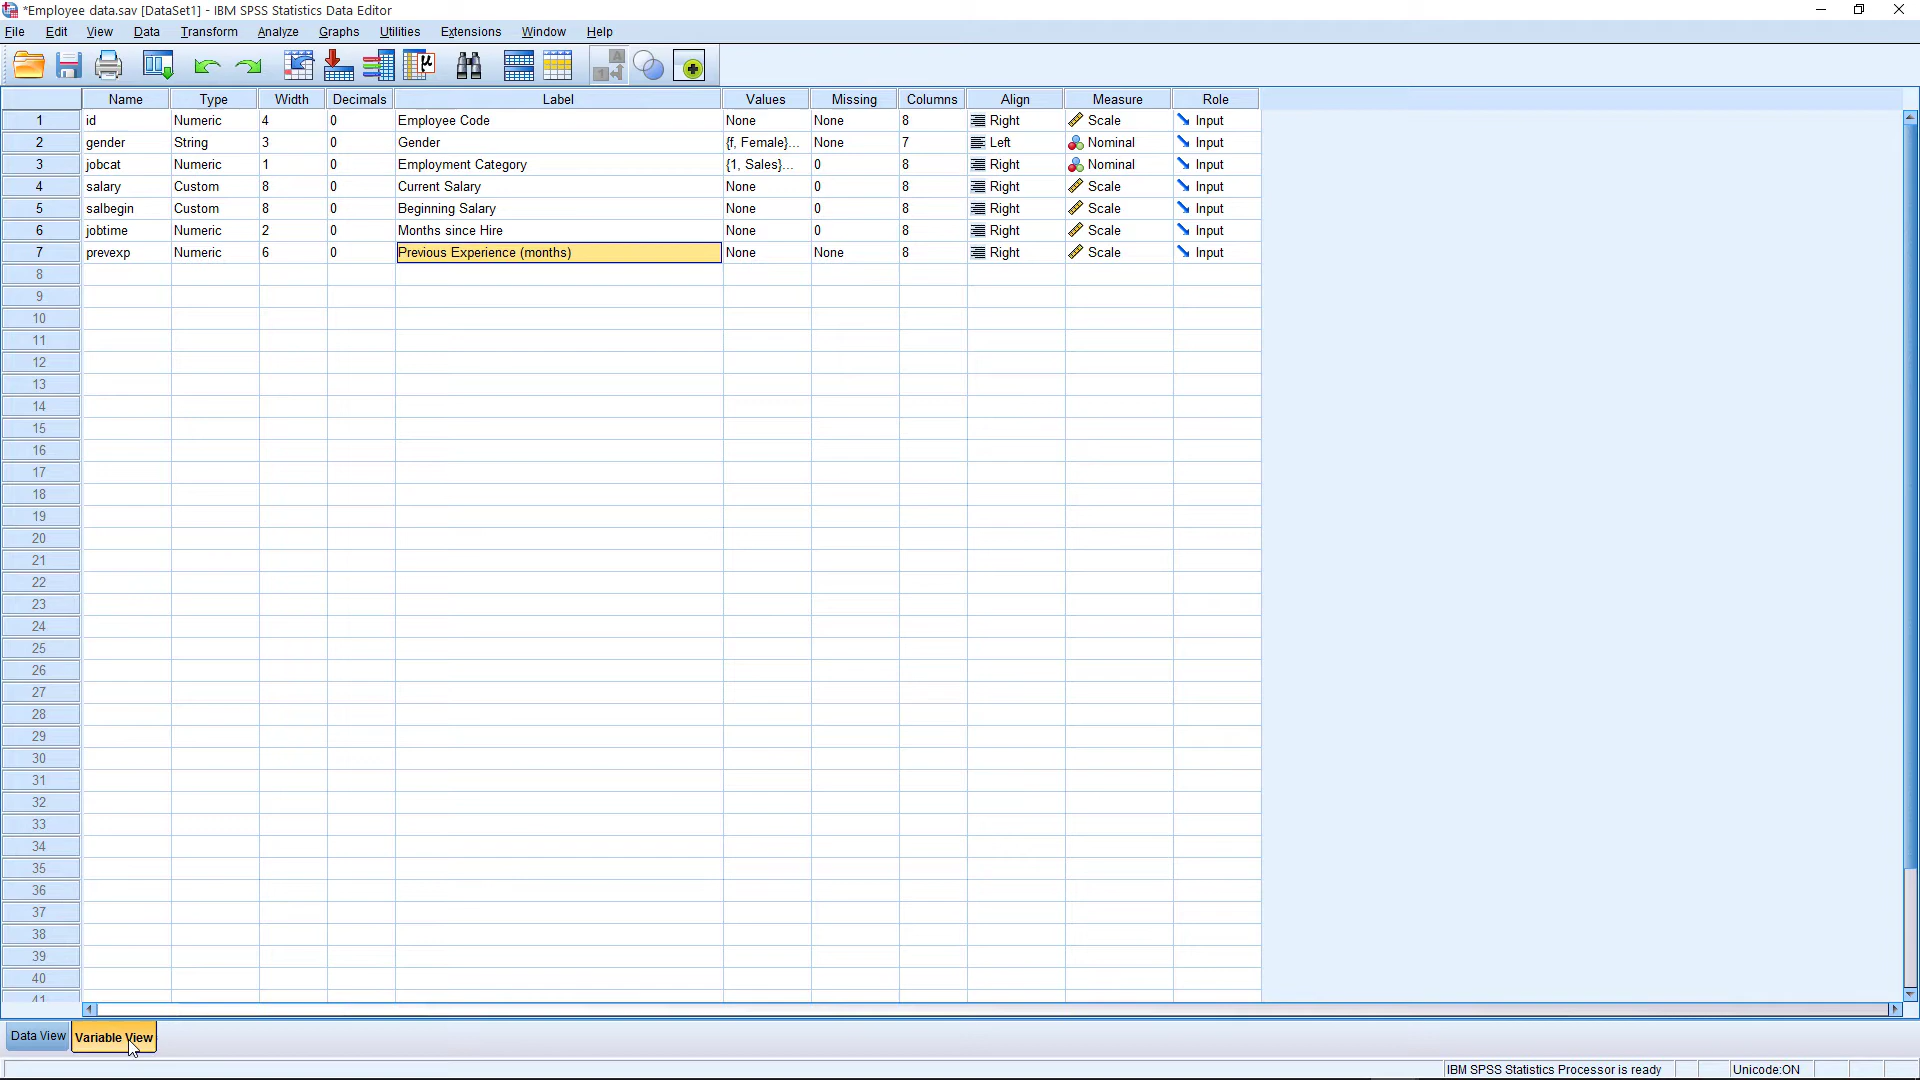 *Employee data.sav [DataSet1] - IBM SPSS Statistics Data Editor
File Edit View Data Transform Analyze Graphs Utilities Extensions Window Help
Name Type Width Decimals Label Values Missing Columns Align Measure Role
1 id Numeric 4 0 Employee Code None None 8 Right Scale Input
2 gender String 3 0 Gender {f, Female}... None 7 Left Nominal Input
3 jobcat Numeric 1 0 Employment Category {1, Sales}... 0 8 Right Nominal Input
4 salary Custom 8 0 Current Salary None 0 8 Right Scale Input
5 salbegin Custom 8 0 Beginning Salary None 0 8 Right Scale Input
6 jobtime Numeric 2 0 Months since Hire None 0 8 Right Scale Input
7 prevexp Numeric 6 0 Previous Experience (months) None None 8 Right Scale Input
8
9
10
11
12
13
14
15
16
17
18
19
20
21
22
23
24
25
26
27
28
29
30
31
32
33
34
35
36
37
38
39
40
41
Data View Variable View
IBM SPSS Statistics Processor is ready Unicode:ON